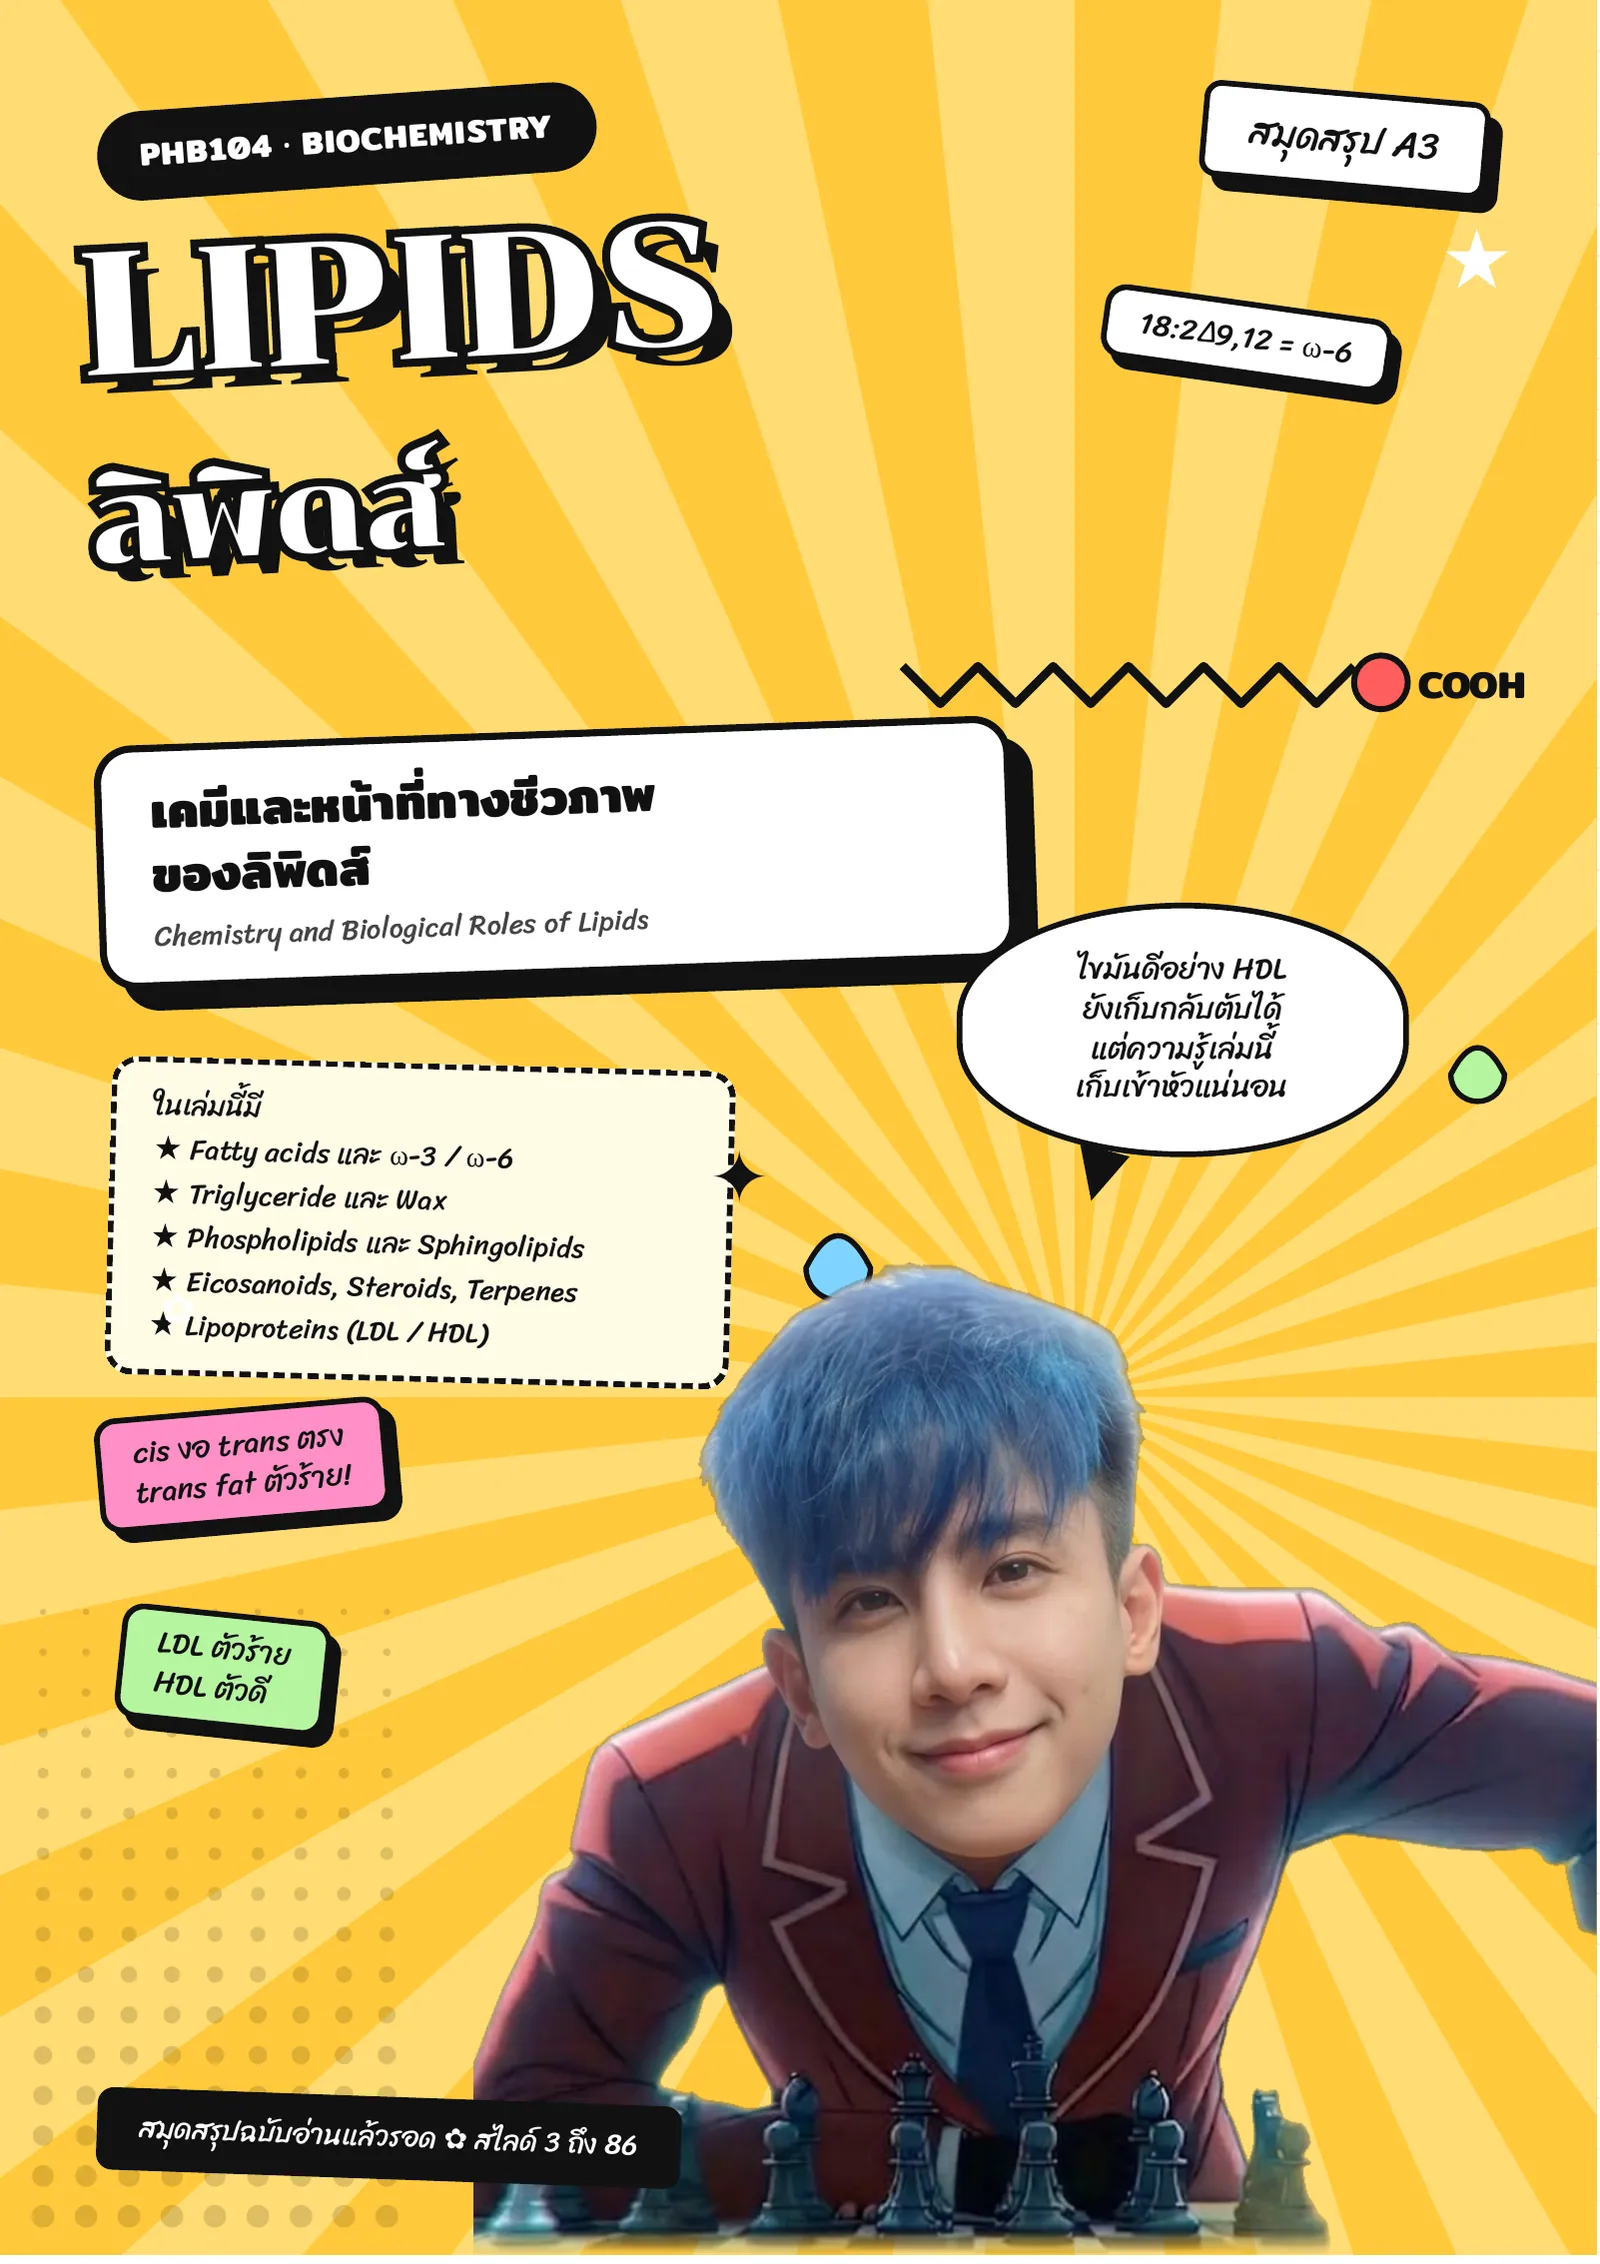 PHB104 · BIOCHEMISTRY
สมุดสรุป A3
LIPIDS
18:2Δ9,12 = ω-6
ลิพิดส์
COOH
เคมีและหน้าที่ทางชีวภาพ
ของลิพิดส์
Chemistry and Biological Roles of Lipids
ไขมันดีอย่าง HDL
ยังเก็บกลับตับได้
แต่ความรู้เล่มนี้
เก็บเข้าหัวแน่นอน
ในเล่มนี้มี
★ Fatty acids และ ω-3 / ω-6
★ Triglyceride และ Wax
★ Phospholipids และ Sphingolipids
★ Eicosanoids, Steroids, Terpenes
★ Lipoproteins (LDL / HDL)
cis งอ trans ตรง
trans fat ตัวร้าย!
LDL ตัวร้าย
HDL ตัวดี
สมุดสรุปฉบับอ่านแล้วรอด ✿ สไลด์ 3 ถึง 86